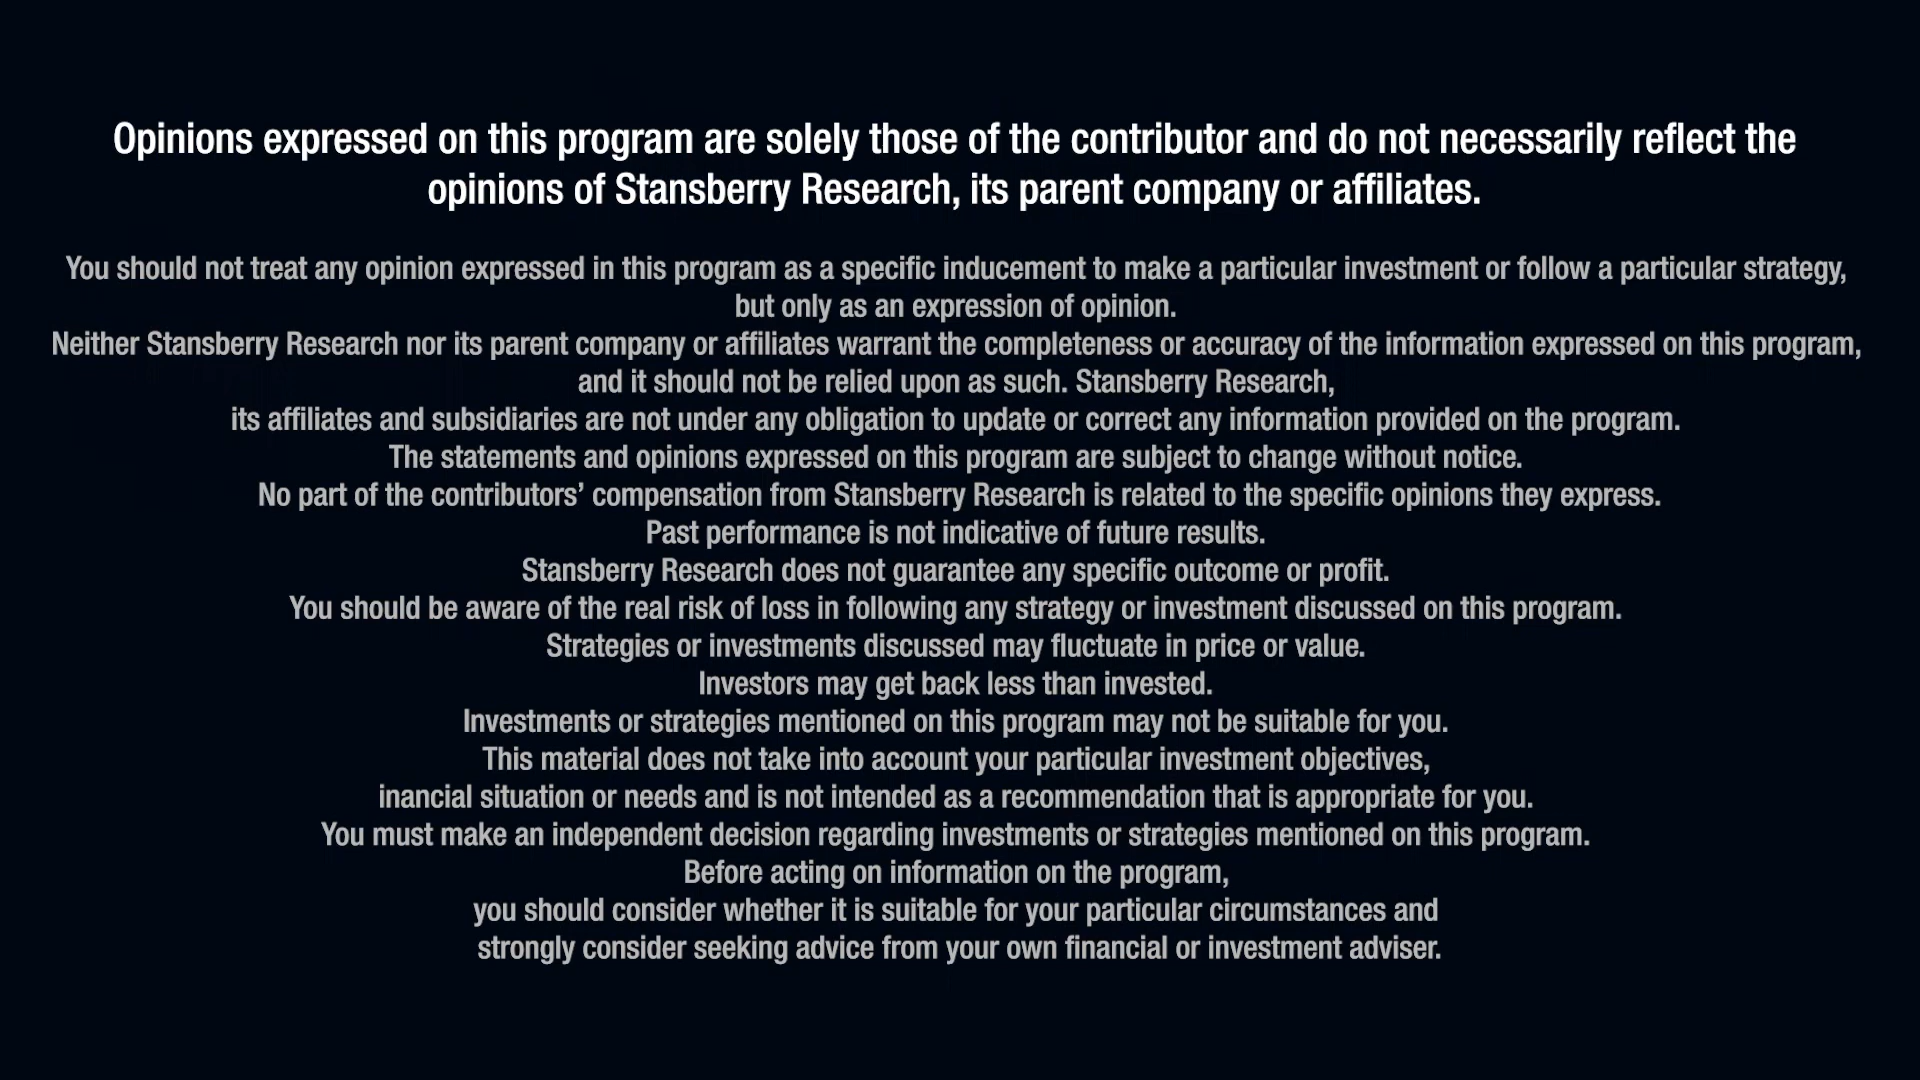 Opinions expressed on this program are solely those of the contributor and do not necessarily reflect the
opinions of Stansberry Research, its parent company or affiliates.
You should not treat any opinion expressed in this program as a specific inducement to make a particular investment or follow a particular strategy,
but only as an expression of opinion.
Neither Stansberry Research nor its parent company or affiliates warrant the completeness or accuracy of the information expressed on this program,
and it should not be relied upon as such. Stansberry Research,
its affiliates and subsidiaries are not under any obligation to update or correct any information provided on the program.
The statements and opinions expressed on this program are subject to change without notice.
No part of the contributors’ compensation from Stansberry Research is related to the specific opinions they express.
Past performance is not indicative of future results.
Stansberry Research does not guarantee any specific outcome or profit.
You should be aware of the real risk of loss in following any strategy or investment discussed on this program.
Strategies or investments discussed may fluctuate in price or value.
Investors may get back less than invested.
Investments or strategies mentioned on this program may not be suitable for you.
This material does not take into account your particular investment objectives,
inancial situation or needs and is not intended as a recommendation that is appropriate for you.
You must make an independent decision regarding investments or strategies mentioned on this program.
Before acting on information on the program,
you should consider whether it is suitable for your particular circumstances and
strongly consider seeking advice from your own financial or investment adviser.